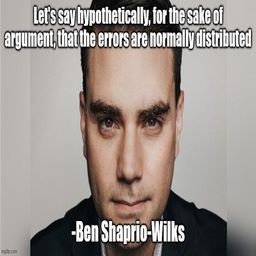 Let's say hypothetically, for the sake of
argument, that the errors are normally distributed
-Ben Shaprio-Wilks
imgflip.com